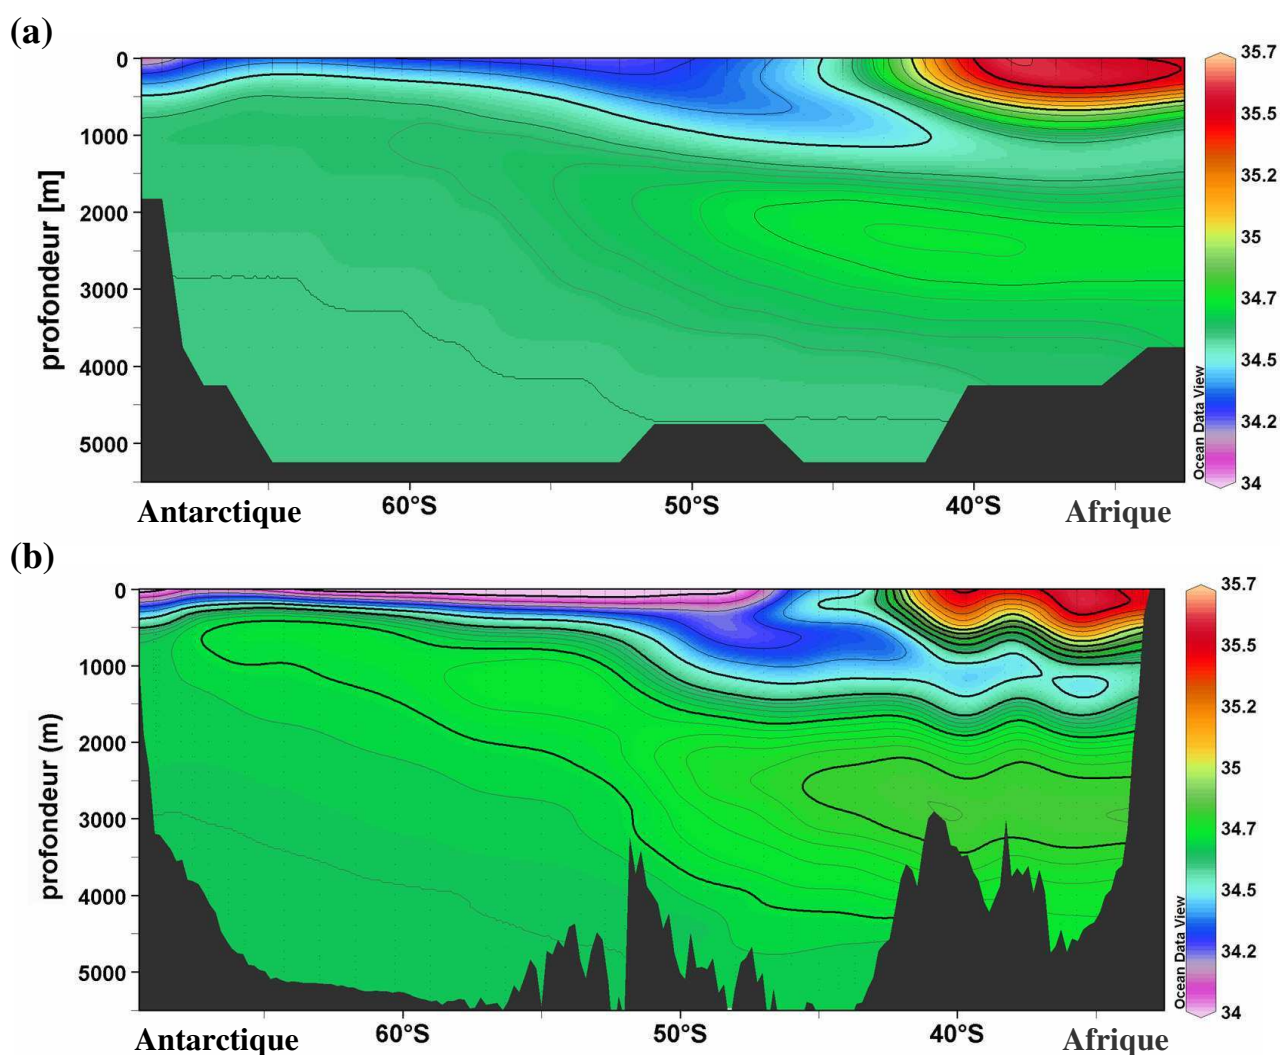 (a)
profondeur [m]
0
1000
2000
3000
4000
5000
60°S
50°S
40°S
Antarctique
Afrique
35.7
35.5
35.2
35
34.7
34.5
34.2
34
Ocean Data View
(b)
profondeur (m)
0
1000
2000
3000
4000
5000
60°S
50°S
40°S
Antarctique
Afrique
35.7
35.5
35.2
35
34.7
34.5
34.2
34
Ocean Data View